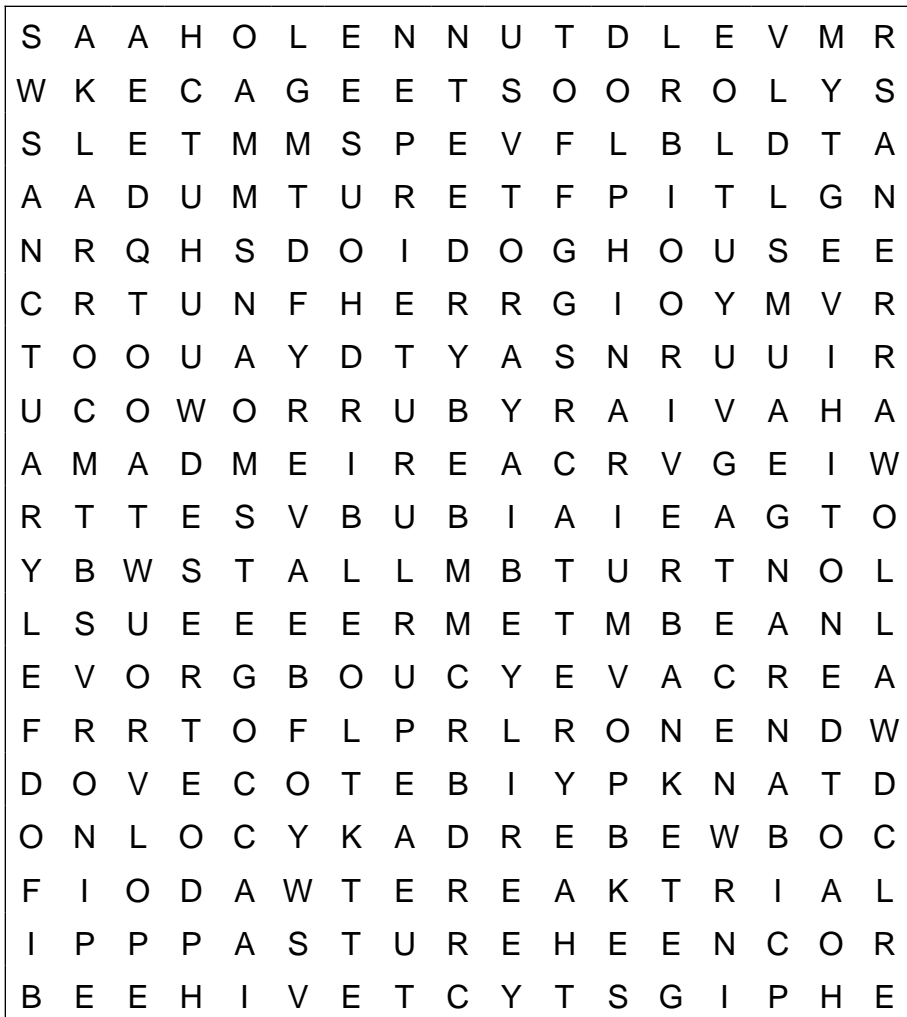 S A A H O L E N N U T D L E V M R
W K E C A G E E T S O O R O L Y S
S L E T M M S P E V F L B L D T A
A A D U M T U R E T F P I T L G N
N R Q H S D O I D O G H O U S E E
C R T U N F H E R R G I O Y M V R
T O O U A Y D T Y A S N R U U I R
U C O W O R R U B Y R A I V A H A
A M A D M E I R E A C R V G E I W
R T T E S V B U B I A I E A G T O
Y B W S T A L L M B T U R T N O L
L S U E E E E R M E T M B E A N L
E V O R G B O U C Y E V A C R E A
F R R T O F L P R L R O N E N D W
D O V E C O T E B I Y P K N A T D
O N L O C Y K A D R E B E W B O C
F I O D A W T E R E A K T R I A L
I P P P A S T U R E H E E N C O R
B E E H I V E T C Y T S G I P H E